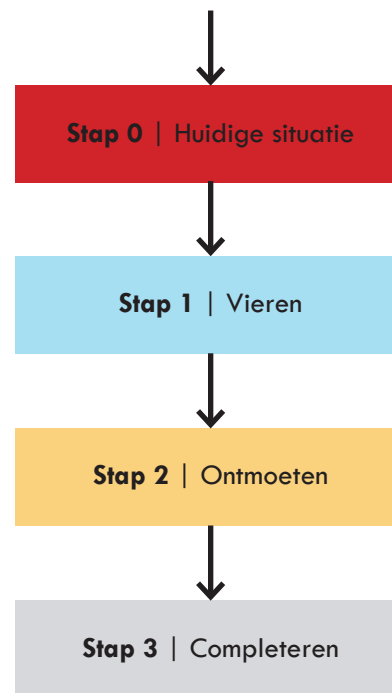 Stap 0 | Huidige situatie
Stap 1 | Vieren
Stap 2 | Ontmoeten
Stap 3 | Completeren